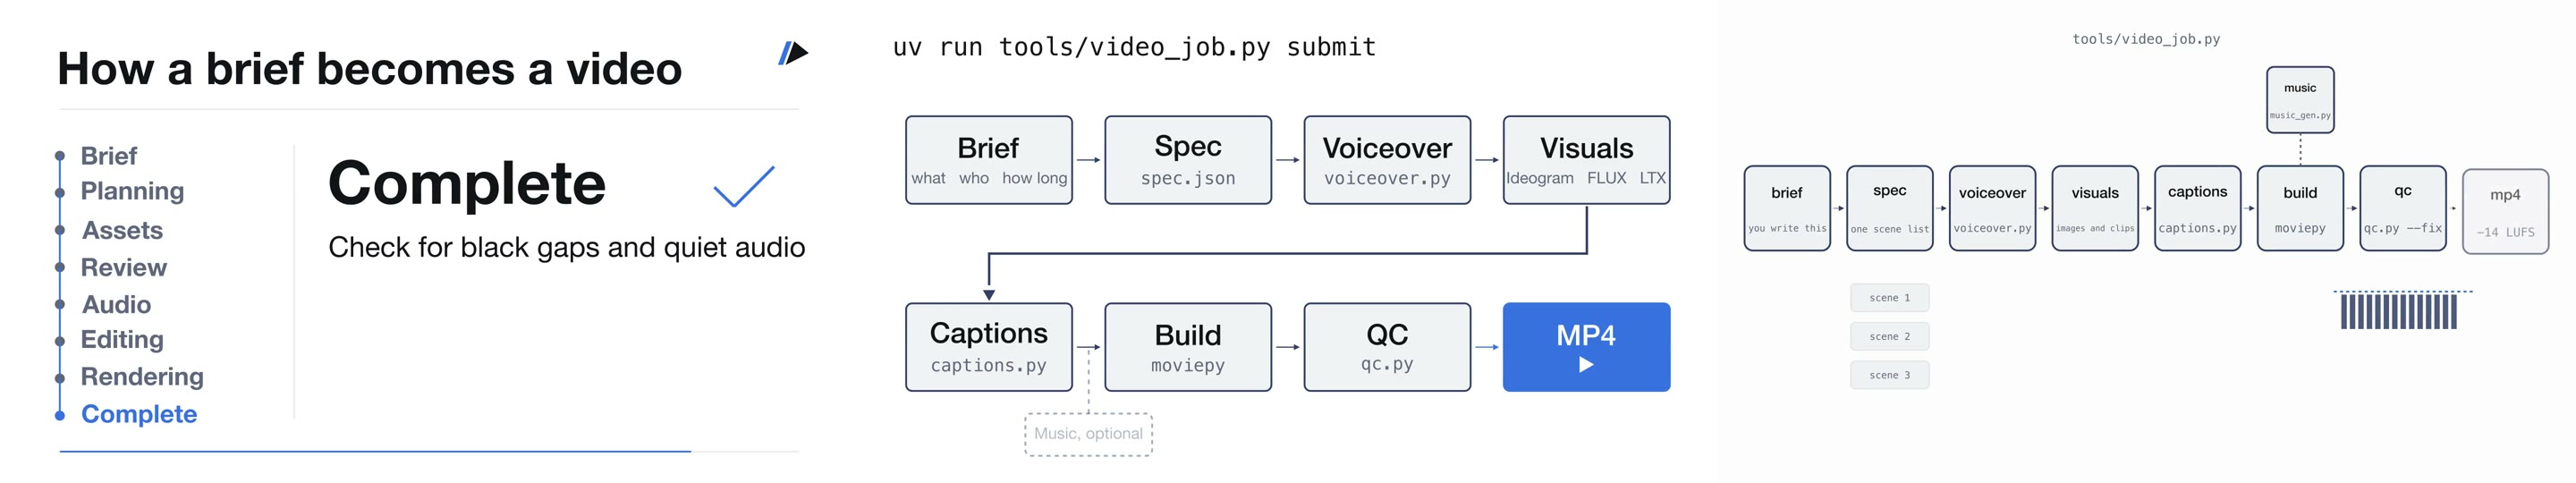 How a brief becomes a video
Brief
Planning
Assets
Review
Audio
Editing
Rendering
Complete
Complete
Check for black gaps and quiet audio
uv run tools/video_job.py submit
Brief
what who how long
Spec
spec.json
Voiceover
voiceover.py
Visuals
Ideogram FLUX LTX
Captions
captions.py
Build
moviepy
QC
qc.py
MP4
Music, optional
tools/video_job.py
music
music_gen.py
brief
you write this
spec
one scene list
voiceover
voiceover.py
visuals
images and clips
captions
captions.py
build
moviepy
qc
qc.py --fix
mp4
-14 LUFS
scene 1
scene 2
scene 3